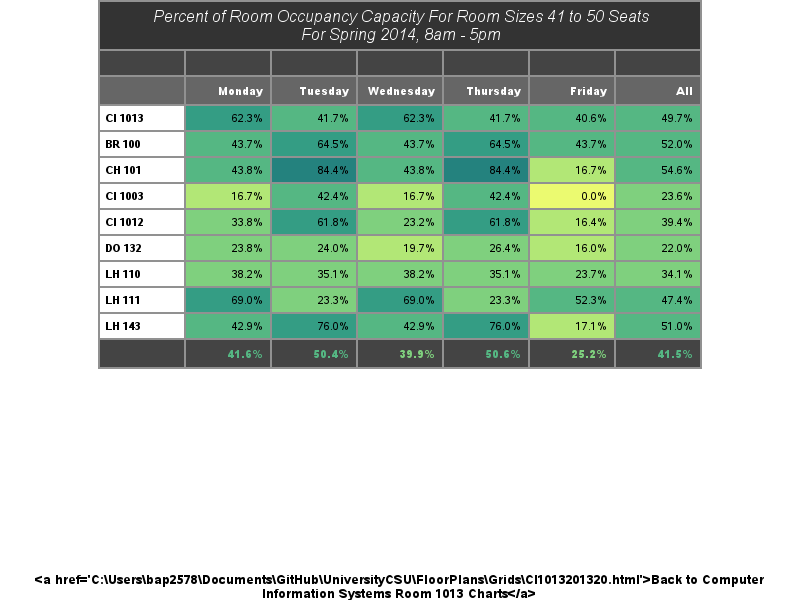 Percent of Room Occupancy Capacity For Room Sizes 41 to 50 Seats
For Spring 2014, 8am - 5pm
Monday Tuesday Wednesday Thursday Friday All
CI 1013 62.3% 41.7% 62.3% 41.7% 40.6% 49.7%
BR 100 43.7% 64.5% 43.7% 64.5% 43.7% 52.0%
CH 101 43.8% 84.4% 43.8% 84.4% 16.7% 54.6%
CI 1003 16.7% 42.4% 16.7% 42.4% 0.0% 23.6%
CI 1012 33.8% 61.8% 23.2% 61.8% 16.4% 39.4%
DO 132 23.8% 24.0% 19.7% 26.4% 16.0% 22.0%
LH 110 38.2% 35.1% 38.2% 35.1% 23.7% 34.1%
LH 111 69.0% 23.3% 69.0% 23.3% 52.3% 47.4%
LH 143 42.9% 76.0% 42.9% 76.0% 17.1% 51.0%
41.6% 50.4% 39.9% 50.6% 25.2% 41.5%
<a href='C:\Users\bap2578\Documents\GitHub\UniversityCSU\FloorPlans\Grids\CI1013201320.html'>Back to Computer
Information Systems Room 1013 Charts</a>